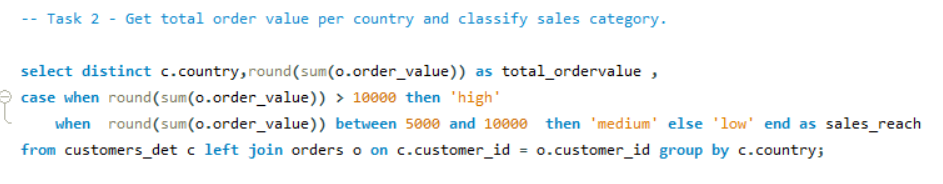 -- Task 2 - Get total order value per country and classify sales category.
select distinct c.country,round(sum(o.order_value)) as total_ordervalue ,
case when round(sum(o.order_value)) > 10000 then 'high'
when round(sum(o.order_value)) between 5000 and 10000 then 'medium' else 'low' end as sales_reach
from customers_det c left join orders o on c.customer_id = o.customer_id group by c.country;